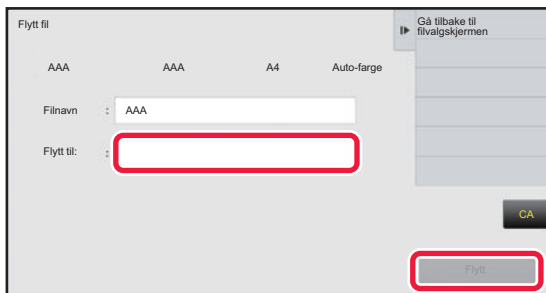 Flytt fil
Gå tilbake til
filvalgskjermen
AAA AAA A4 Auto-farge
Filnavn : AAA
Flytt til: :
CA
Flytt